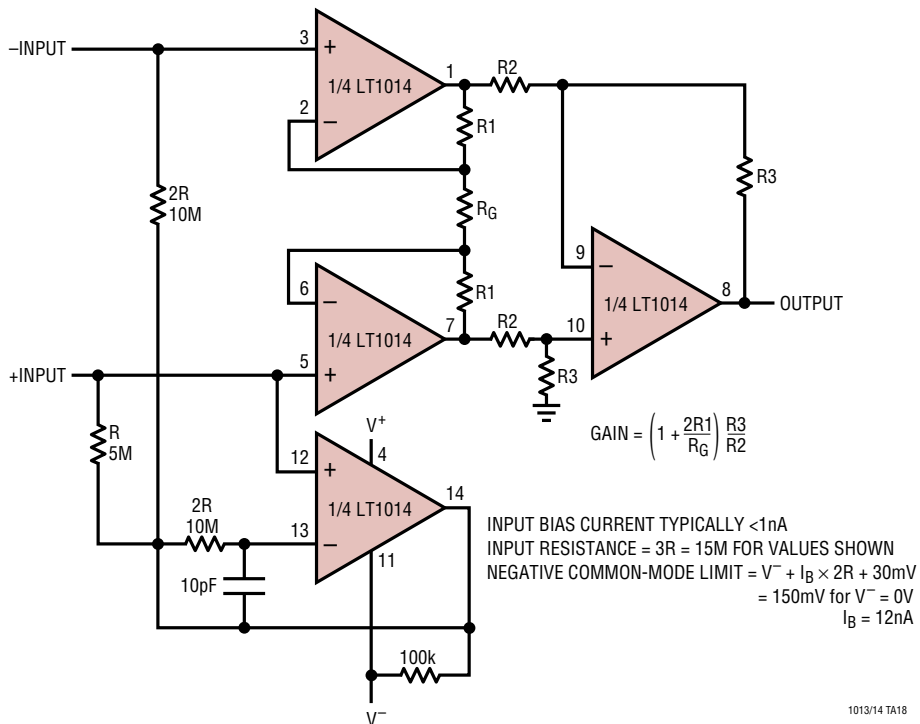 –INPUT
3
+
1/4 LT1014
2
–
1
R2
R1
RG
R1
R3
2R
10M
6
–
1/4 LT1014
5
+
7
R2
R3
9
–
1/4 LT1014
10
+
8
OUTPUT
+INPUT
R
5M
V+
4
12
+
1/4 LT1014
13
–
14
11
2R
10M
10pF
100k
V–
GAIN = (1 + 2R1/RG) R3/R2
INPUT BIAS CURRENT TYPICALLY <1nA
INPUT RESISTANCE = 3R = 15M FOR VALUES SHOWN
NEGATIVE COMMON-MODE LIMIT = V– + IB × 2R + 30mV
= 150mV for V– = 0V
IB = 12nA
1013/14 TA18